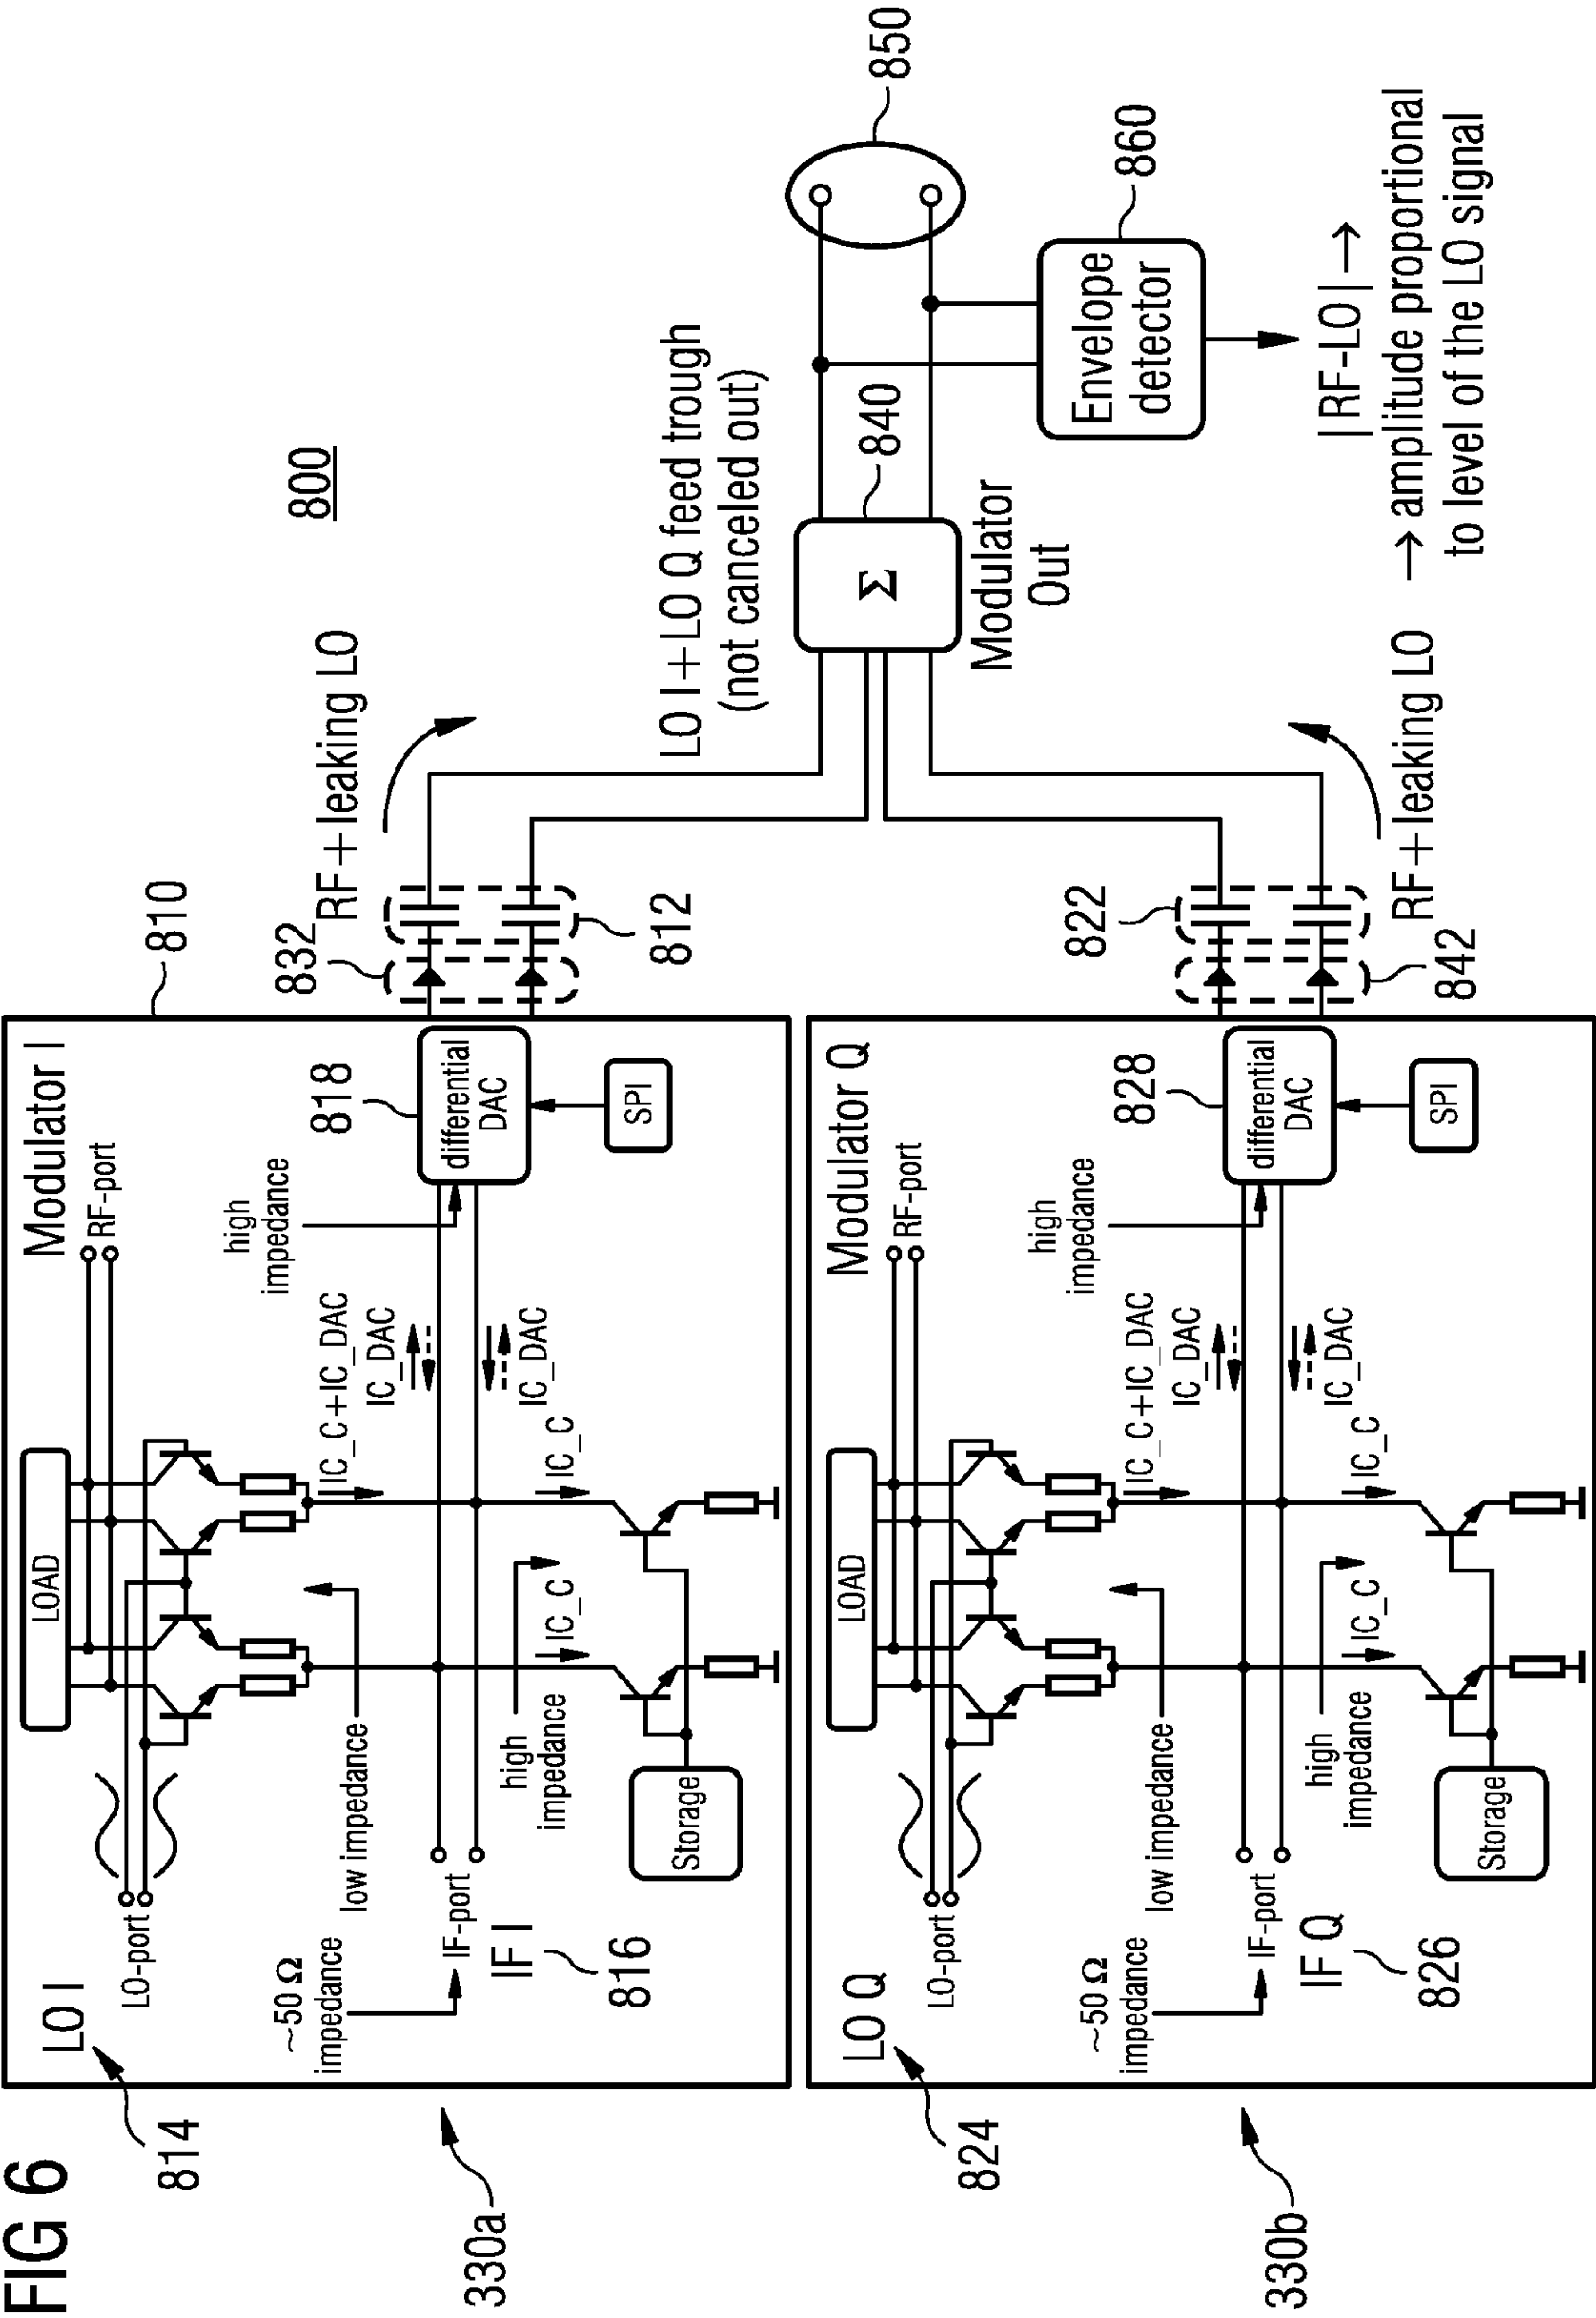 FIG 6
800
810
Modulator I
814
LO I
LO-port
LOAD
RF-port
330a
~50 Ω
impedance
low impedance
IF-port
IF I
816
high
impedance
IC_C
IC_C
IC_C+IC_DAC
IC_DAC
IC_DAC
high
impedance
818
differential
DAC
SPI
Storage
832
812
RF+leaking LO
Modulator Q
824
LO Q
LO-port
LOAD
RF-port
330b
~50 Ω
impedance
low impedance
IF-port
IF Q
826
high
impedance
IC_C
IC_C
IC_C+IC_DAC
IC_DAC
IC_DAC
high
impedance
828
differential
DAC
SPI
Storage
822
842
RF+leaking LO
LO I+LO Q feed trough
(not canceled out)
840
Σ
Modulator
Out
850
860
Envelope
detector
|RF-LO|→
→ amplitude proportional
to level of the LO signal